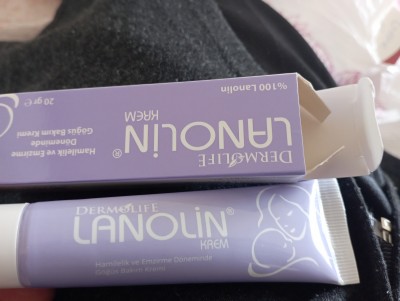 DERMOLIFE
LANOLİN®
KREM
%100 Lanolin
Hamilelik ve Emzirme
Döneminde
Göğüs Bakım Kremi
20 gr ℮
DERMOLIFE
LANOLİN®
KREM
Hamilelik ve Emzirme Döneminde
Göğüs Bakım Kremi